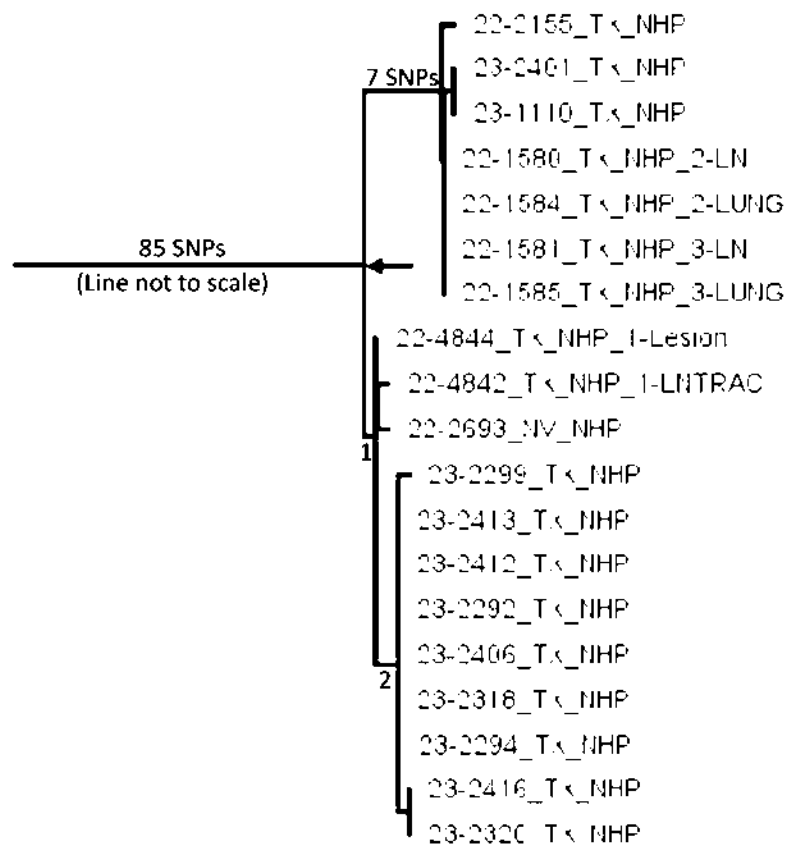 22-2155_TX_NHP
7 SNPs
23-2401_TX_NHP
23-1110_TX_NHP
22-1580_TX_NHP_2-LN
22-1584_TX_NHP_2-LUNG
85 SNPs
(Line not to scale)
22-1581_TX_NHP_3-LN
22-1585_TX_NHP_3-LUNG
22-4844_TX_NHP_1-Lesion
22-4842_TX_NHP_1-LNTRAC
22-2693_NV_NHP
1
23-2299_TX_NHP
23-2413_TX_NHP
23-2412_TX_NHP
23-2292_TX_NHP
23-2406_TX_NHP
2
23-2318_TX_NHP
23-2294_TX_NHP
23-2416_TX_NHP
23-2320_TX_NHP